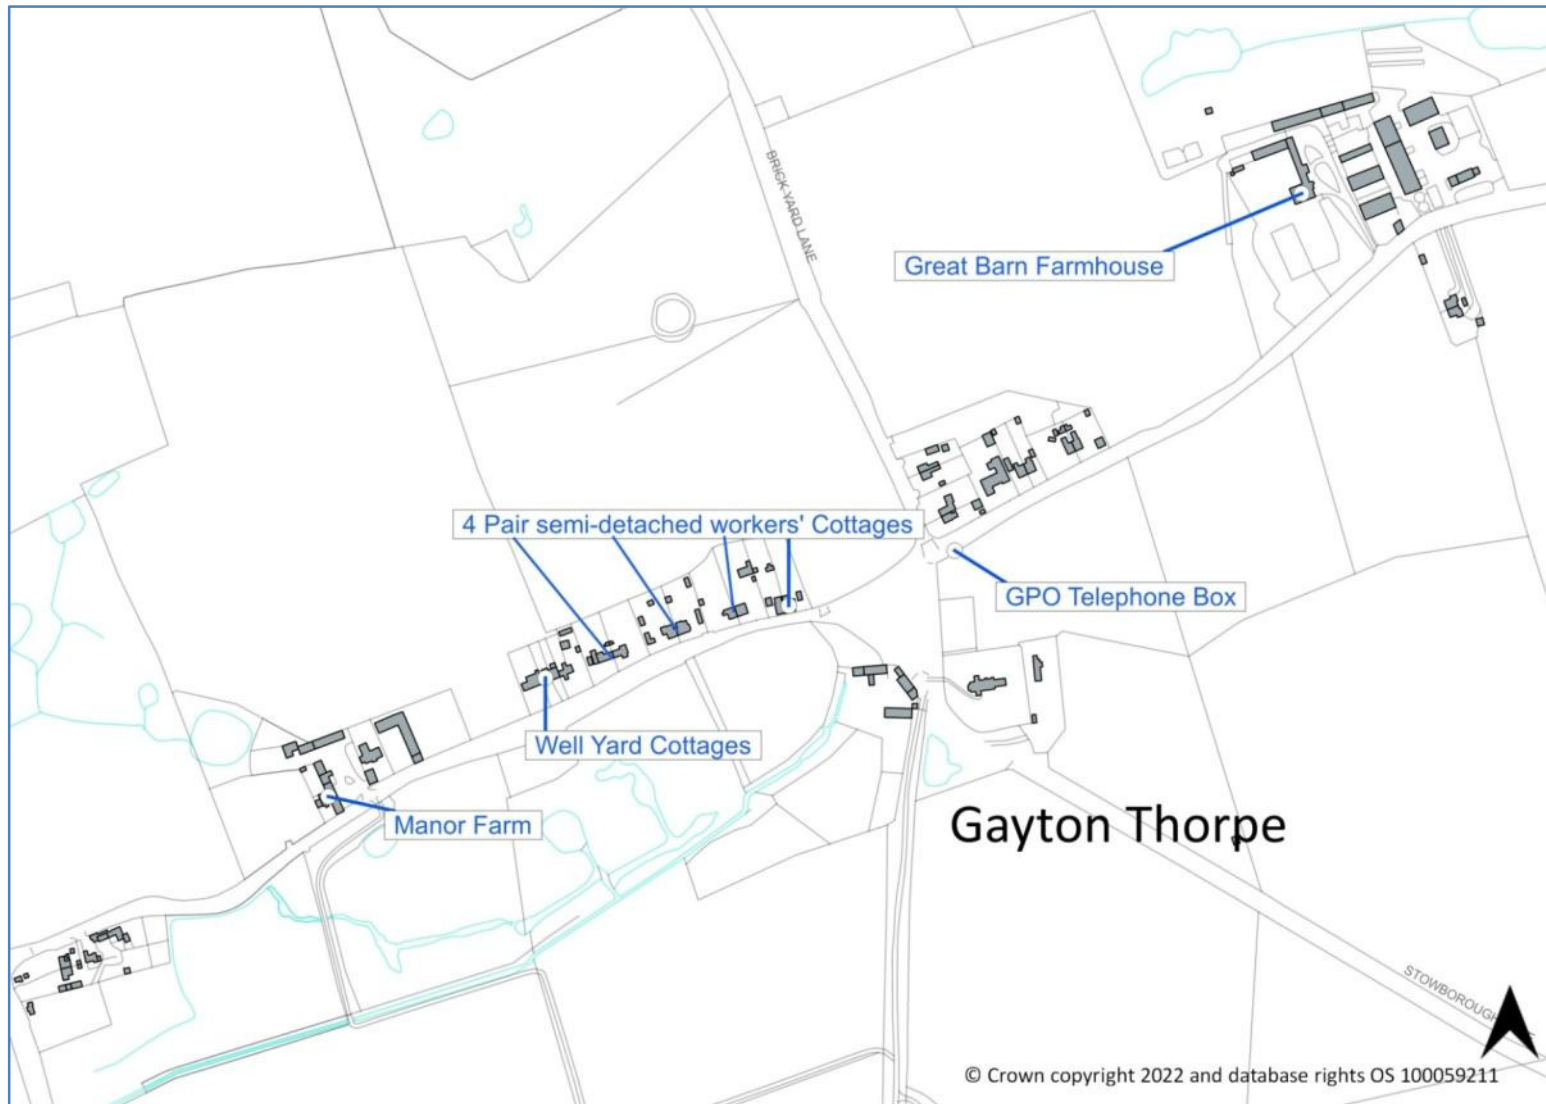 BRICK YARD LANE
Great Barn Farmhouse
4 Pair semi-detached workers' Cottages
GPO Telephone Box
Well Yard Cottages
Manor Farm
Gayton Thorpe
STOWBOROUGH
© Crown copyright 2022 and database rights OS 100059211